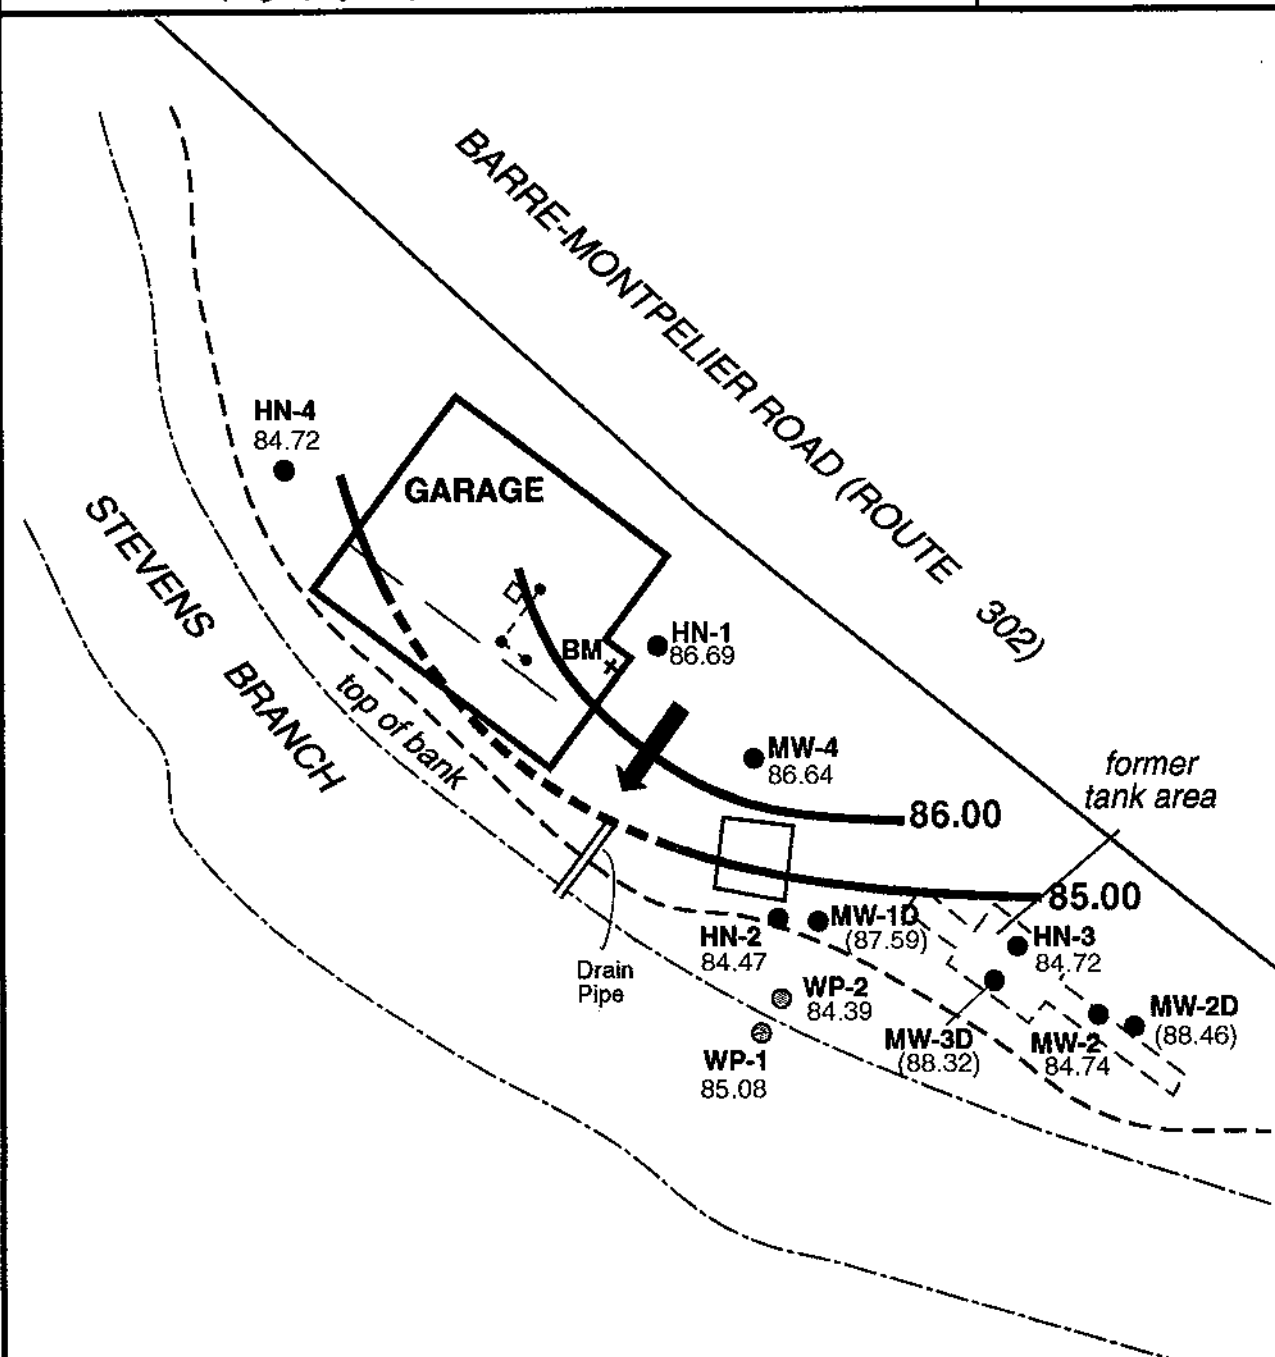 BARRE-MONTPELIER ROAD (ROUTE 302)
HN-4
84.72
GARAGE
STEVENS BRANCH
BM
HN-1
86.69
top of bank
MW-4
86.64
former
tank area
86.00
85.00
MW-1D
(87.59)
HN-2
84.47
HN-3
84.72
Drain
Pipe
WP-2
84.39
MW-2D
(88.46)
MW-3D
(88.32)
MW-2
84.74
WP-1
85.08